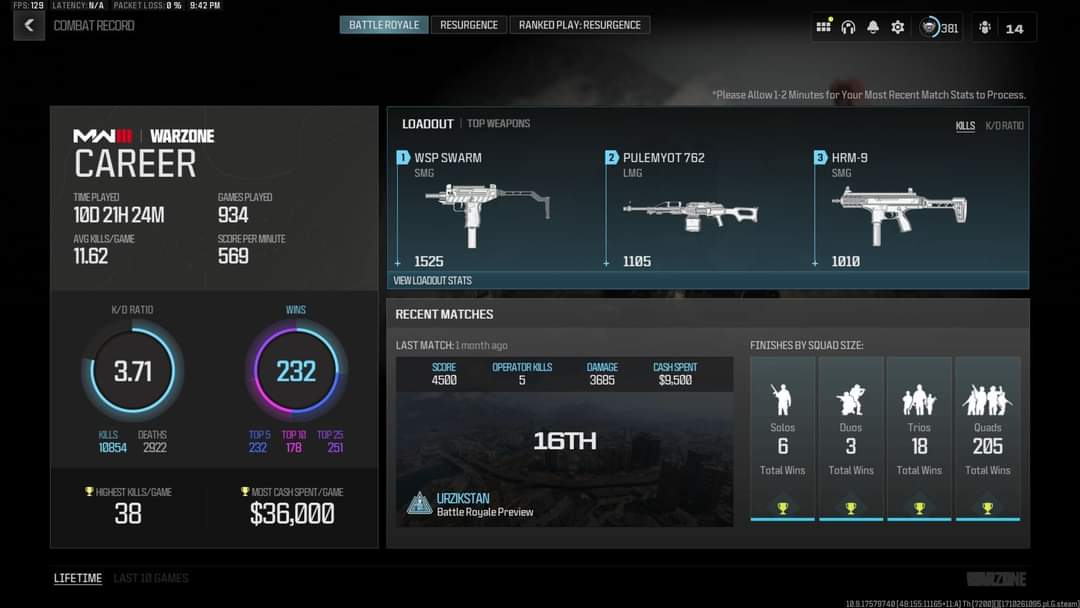 FPS: 129 LATENCY: N/A PACKET LOSS: 0 % 9:42 PM
COMBAT RECORD
BATTLE ROYALE RESURGENCE RANKED PLAY: RESURGENCE
381 14
*Please Allow 1-2 Minutes for Your Most Recent Match Stats to Process.
MWIII | WARZONE
CAREER
TIME PLAYED GAMES PLAYED
10D 21H 24M 934
AVG KILLS/GAME SCORE PER MINUTE
11.62 569
K/D RATIO WINS
3.71 232
KILLS DEATHS TOP 5 TOP 10 TOP 25
10854 2922 232 178 251
HIGHEST KILLS/GAME MOST CASH SPENT/GAME
38 $36,000
LOADOUT | TOP WEAPONS KILLS K/D RATIO
1 WSP SWARM 2 PULEMYOT 762 3 HRM-9
SMG LMG SMG
1525 1105 1010
VIEW LOADOUT STATS
RECENT MATCHES
LAST MATCH: 1 month ago
SCORE OPERATOR KILLS DAMAGE CASH SPENT
4500 5 3685 $9,500
16TH
URZIKSTAN
Battle Royale Preview
FINISHES BY SQUAD SIZE:
Solos Duos Trios Quads
6 3 18 205
Total Wins Total Wins Total Wins Total Wins
LIFETIME LAST 10 GAMES
WARZONE
10.9.17579740 [48:155:11165+11:A] Th [7200][][1710261095.pl.G.steam]